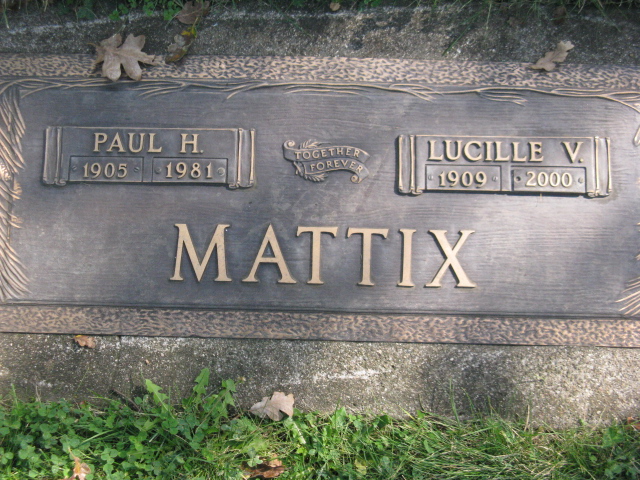 PAUL H.
1905 1981
TOGETHER
FOREVER
LUCILLE V.
1909 2000
MATTIX